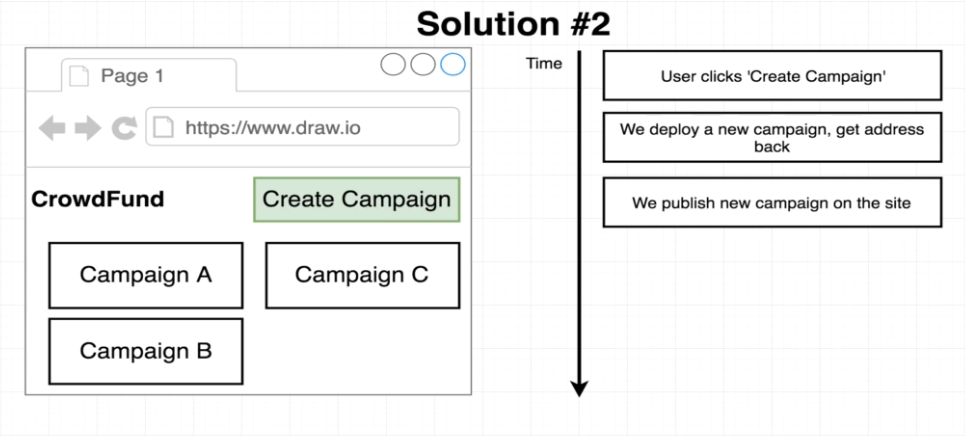 Solution #2
Page 1
https://www.draw.io
CrowdFund
Create Campaign
Campaign A
Campaign C
Campaign B
Time
User clicks 'Create Campaign'
We deploy a new campaign, get address
back
We publish new campaign on the site